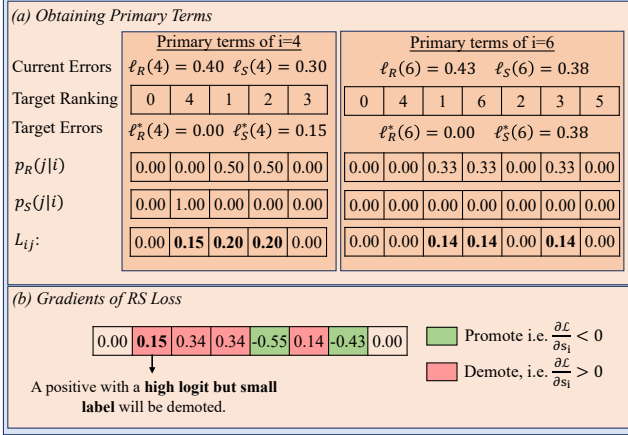 (a) Obtaining Primary Terms
Primary terms of i=4
Primary terms of i=6
Current Errors
ℓ_R(4) = 0.40 ℓ_S(4) = 0.30
ℓ_R(6) = 0.43 ℓ_S(6) = 0.38
Target Ranking
0 4 1 2 3
0 4 1 6 2 3 5
Target Errors
ℓ*_R(4) = 0.00 ℓ*_S(4) = 0.15
ℓ*_R(6) = 0.00 ℓ*_S(6) = 0.38
p_R(j|i)
0.00 0.00 0.50 0.50 0.00
0.00 0.00 0.33 0.33 0.00 0.33 0.00
p_S(j|i)
0.00 1.00 0.00 0.00 0.00
0.00 0.00 0.00 0.00 0.00 0.00 0.00
L_ij:
0.00 0.15 0.20 0.20 0.00
0.00 0.00 0.14 0.14 0.00 0.14 0.00
(b) Gradients of RS Loss
0.00 0.15 0.34 0.34 -0.55 0.14 -0.43 0.00
A positive with a high logit but small
label will be demoted.
Promote i.e. ∂ℒ/∂s_i < 0
Demote, i.e. ∂ℒ/∂s_i > 0